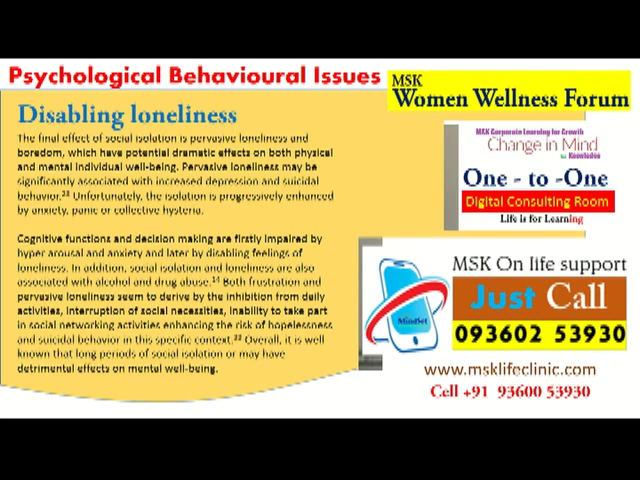 Psychological Behavioural Issues
Disabling loneliness
The final effect of social isolation is pervasive loneliness and
boredom, which have potential dramatic effects on both physical
and mental individual well-being. Pervasive loneliness may be
significantly associated with increased depression and suicidal
behavior.23 Unfortunately, the isolation is progressively enhanced
by anxiety, panic or collective hysteria.
Cognitive functions and decision making are firstly impaired by
hyper arousal and anxiety and later by disabling feelings of
loneliness. In addition, social isolation and loneliness are also
associated with alcohol and drug abuse.14 Both frustration and
pervasive loneliness seem to derive by the inhibition from daily
activities, interruption of social necessities, inability to take part
in social networking activities enhancing the risk of hopelessness
and suicidal behavior in this specific context.23 Overall, it is well
known that long periods of social isolation or may have
detrimental effects on mental well-being.
MSK
Women Wellness Forum
MSK Corporate Learning for Growth
Change in Mind
for Knowledge
One - to -One
Digital Consulting Room
Life is for Learning
MSK On life support
Just Call
MindSet
093602 53930
www.msklifeclinic.com
Cell +91 93600 53930